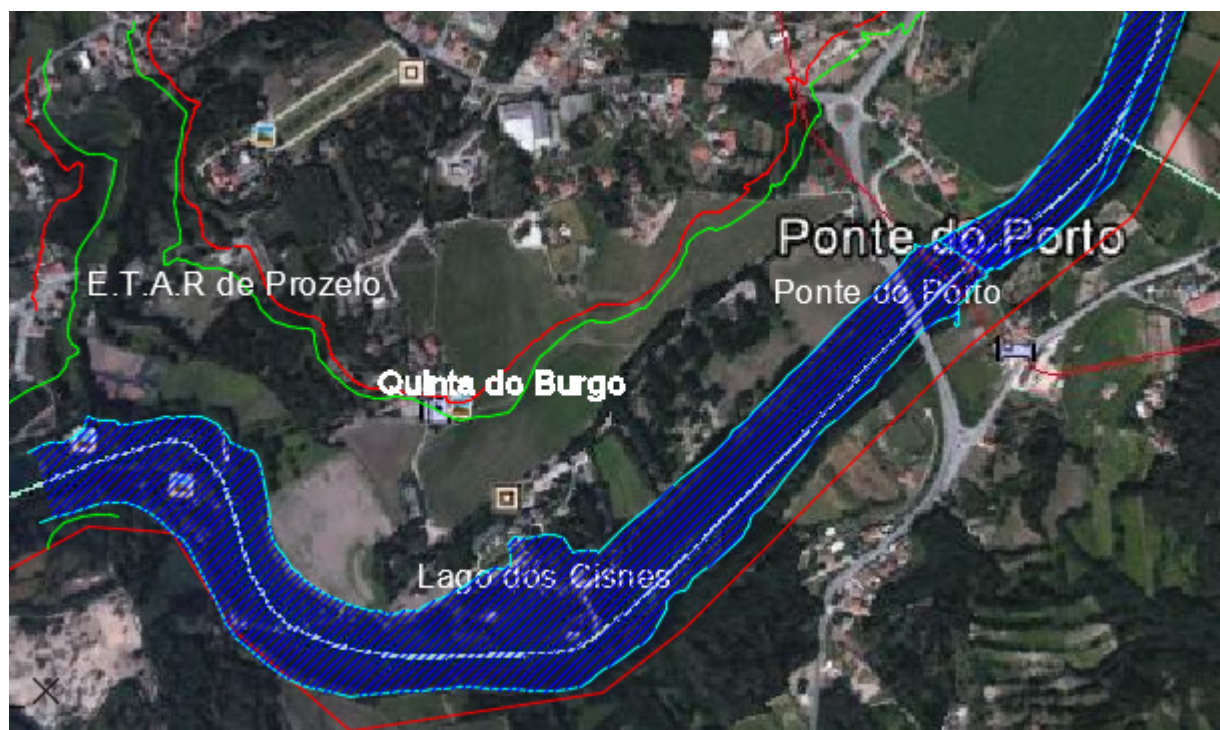 Ponte do Porto
E.T.A.R de Prozelo
Ponte do Porto
Quinta do Burgo
Lago dos Cisnes